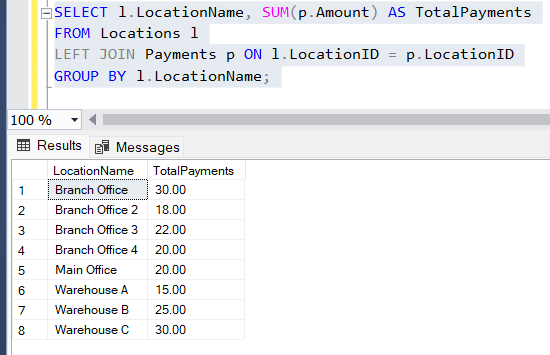 SELECT l.LocationName, SUM(p.Amount) AS TotalPayments
FROM Locations l
LEFT JOIN Payments p ON l.LocationID = p.LocationID
GROUP BY l.LocationName;
100 %
Results Messages
LocationName TotalPayments
1 Branch Office 30.00
2 Branch Office 2 18.00
3 Branch Office 3 22.00
4 Branch Office 4 20.00
5 Main Office 20.00
6 Warehouse A 15.00
7 Warehouse B 25.00
8 Warehouse C 30.00